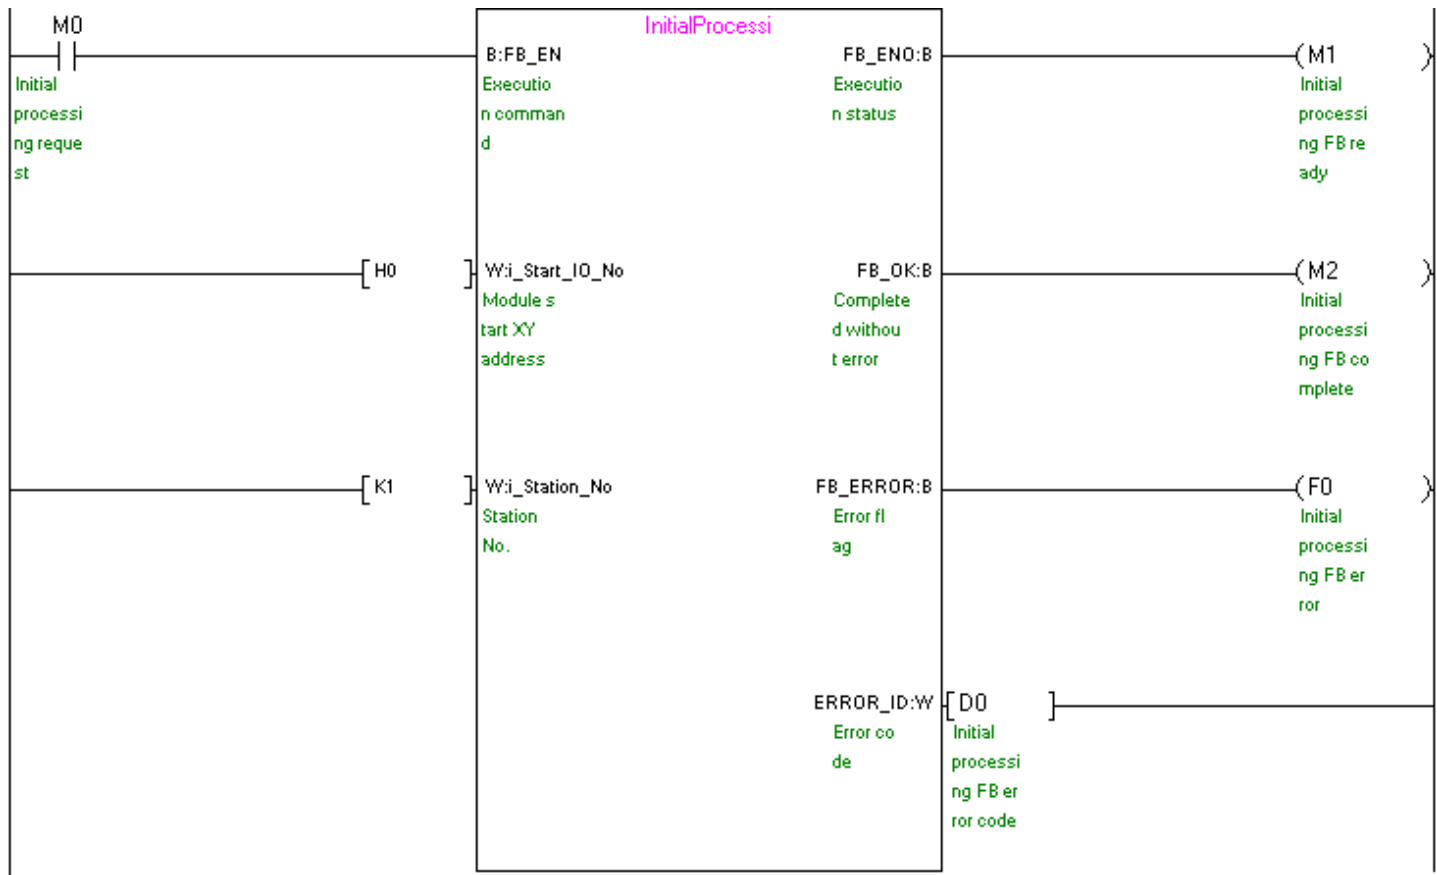 M0
InitialProcessi
B:FB_EN
FB_ENO:B
M1
Initial
processi
ng reque
st
Executio
n comman
d
Executio
n status
Initial
processi
ng FB re
ady
H0
W:i_Start_IO_No
FB_OK:B
M2
Module s
tart XY
address
Complete
d withou
t error
Initial
processi
ng FB co
mplete
K1
W:i_Station_No
FB_ERROR:B
F0
Station
No.
Error fl
ag
Initial
processi
ng FB er
ror
ERROR_ID:W
D0
Error co
de
Initial
processi
ng FB er
ror code